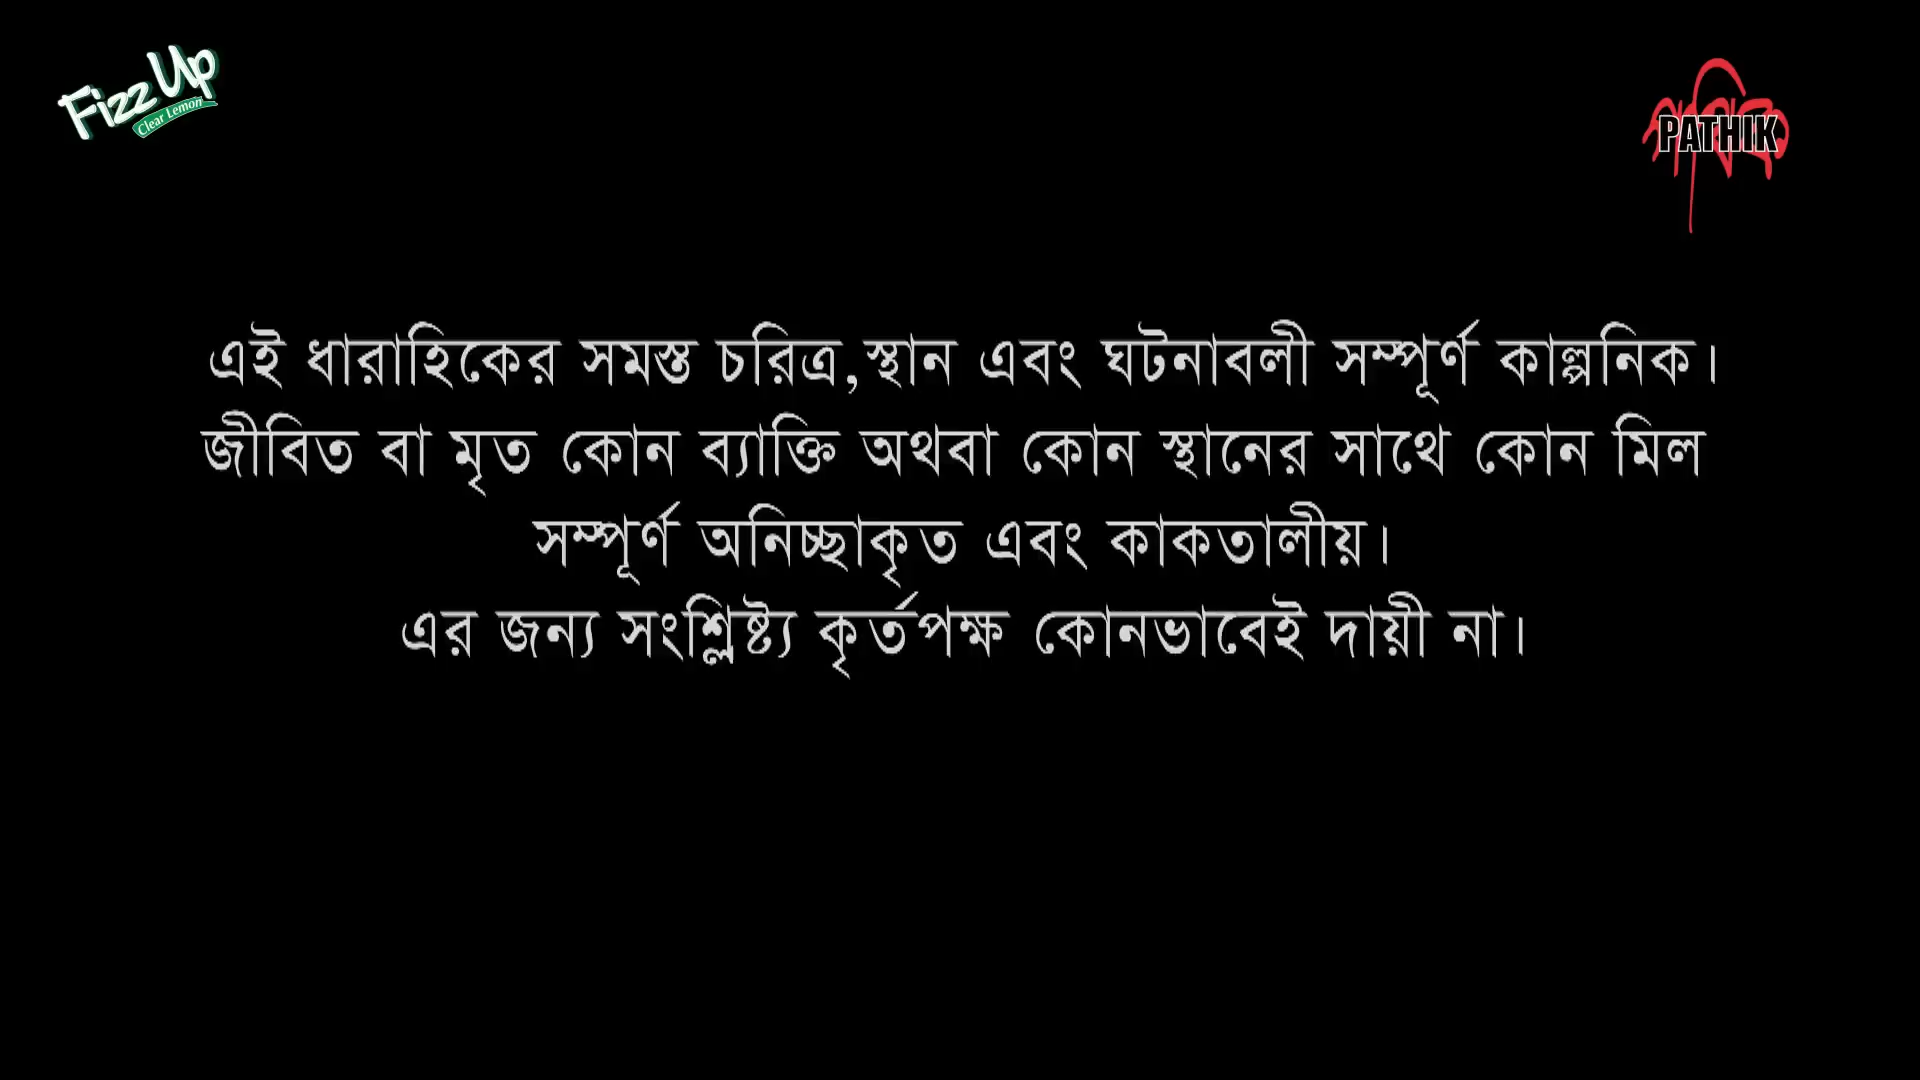 Fizz Up
Clear Lemon
পথিক
PATHIK
এই ধারাহিকের সমস্ত চরিত্র,স্থান এবং ঘটনাবলী সম্পূর্ণ কাল্পনিক।
জীবিত বা মৃত কোন ব্যাক্তি অথবা কোন স্থানের সাথে কোন মিল
সম্পূর্ণ অনিচ্ছাকৃত এবং কাকতালীয়।
এর জন্য সংশ্লিষ্ট্য কৃর্তপক্ষ কোনভাবেই দায়ী না।